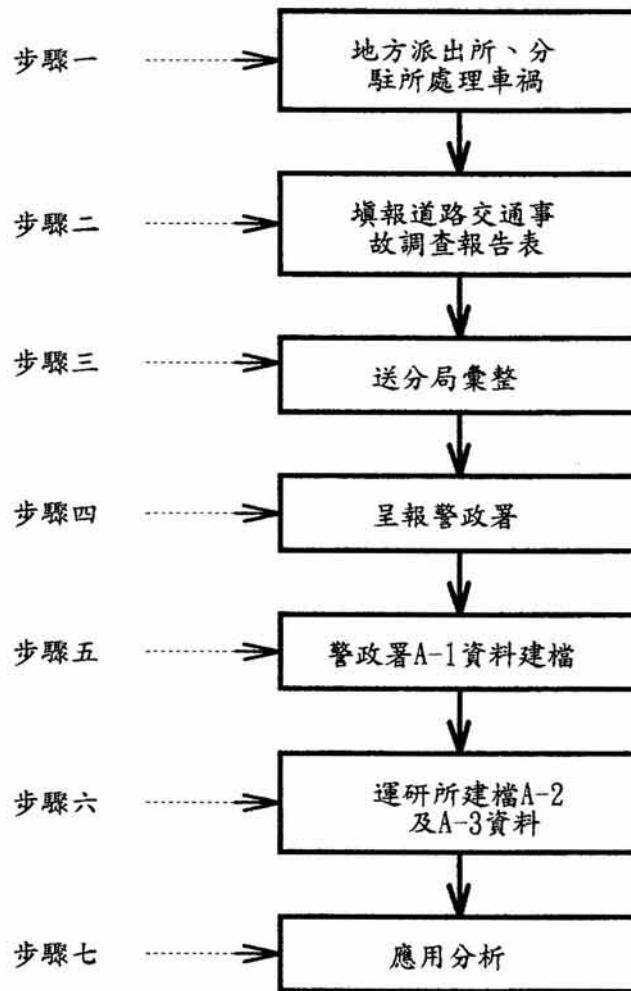 步驟一
地方派出所、分
駐所處理車禍
步驟二
填報道路交通事
故調查報告表
步驟三
送分局彙整
步驟四
呈報警政署
步驟五
警政署A-1資料建檔
步驟六
運研所建檔A-2
及A-3資料
步驟七
應用分析